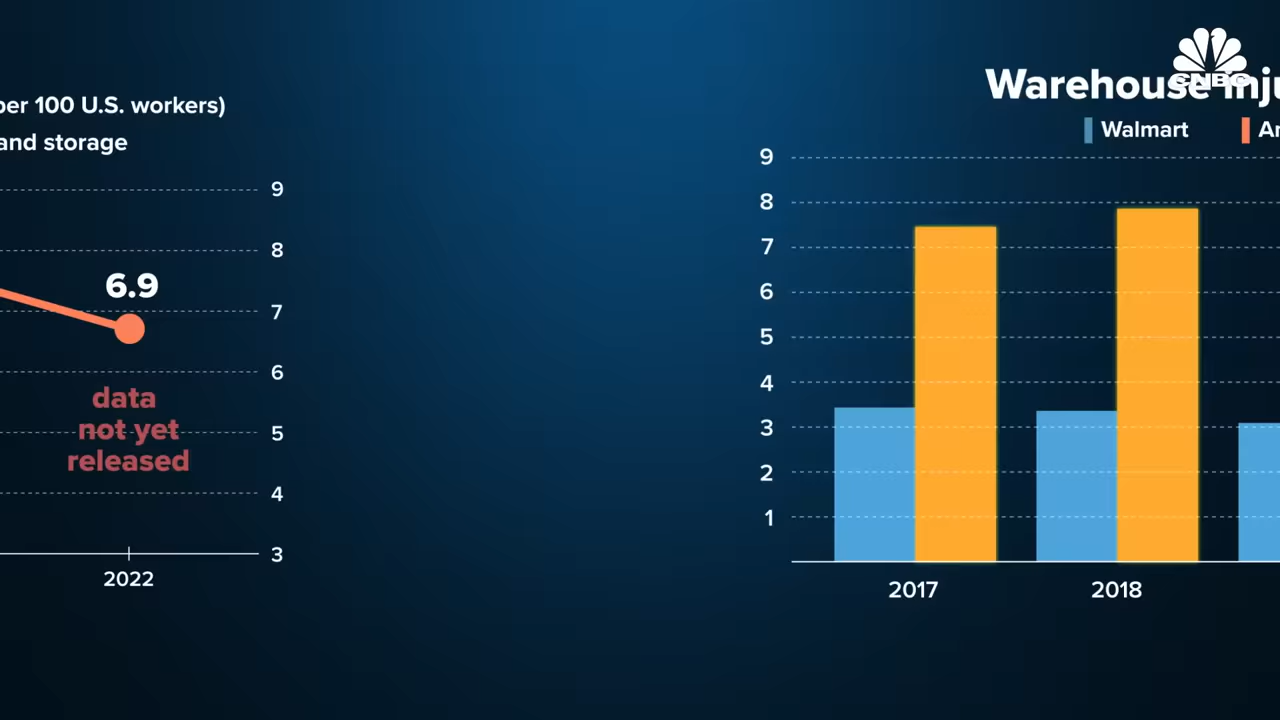 per 100 U.S. workers)
and storage
9
8
7
6
5
4
3
6.9
data
not yet
released
2022
CNBC
Warehouse inju
Walmart
9
8
7
6
5
4
3
2
1
2017
2018